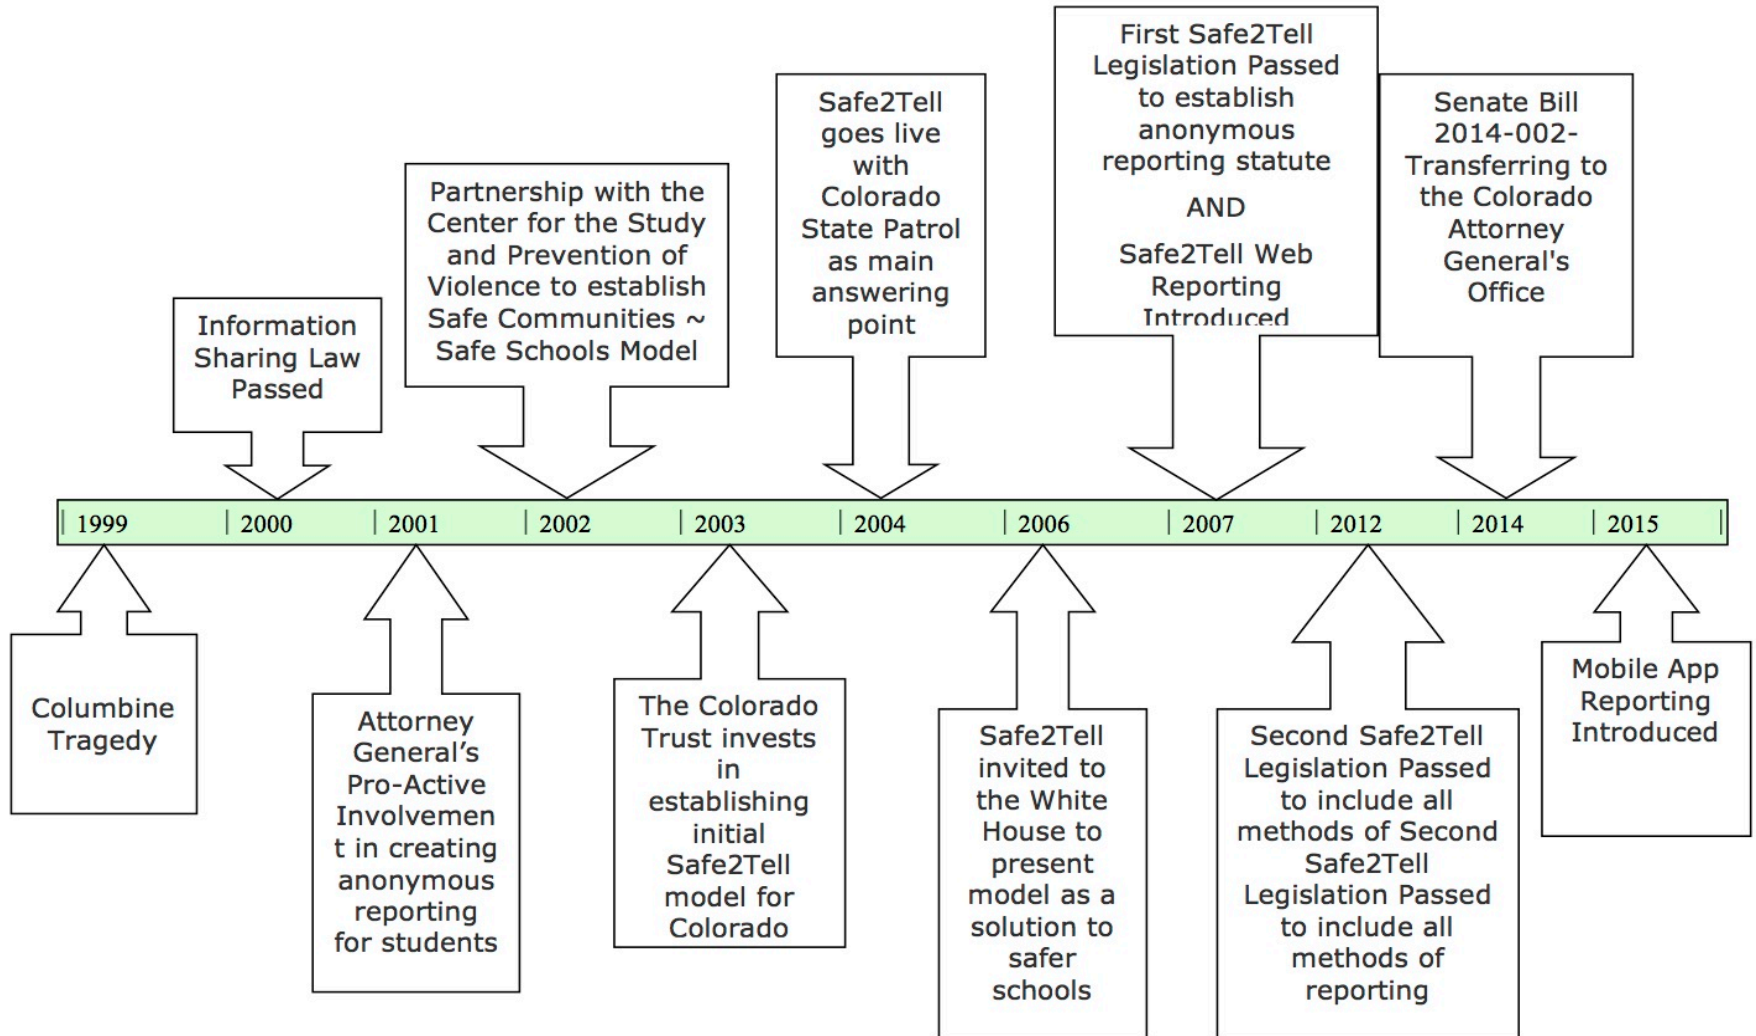 First Safe2Tell
Legislation Passed
to establish
anonymous
reporting statute
AND
Safe2Tell Web
Reporting
Introduced
Safe2Tell
goes live
with
Colorado
State Patrol
as main
answering
point
Senate Bill
2014-002-
Transferring to
the Colorado
Attorney
General's
Office
Partnership with the
Center for the Study
and Prevention of
Violence to establish
Safe Communities ~
Safe Schools Model
Information
Sharing Law
Passed
1999 2000 2001 2002 2003 2004 2006 2007 2012 2014 2015
Columbine
Tragedy
Attorney
General’s
Pro-Active
Involvemen
t in creating
anonymous
reporting
for students
The Colorado
Trust invests
in
establishing
initial
Safe2Tell
model for
Colorado
Safe2Tell
invited to
the White
House to
present
model as a
solution to
safer
schools
Second Safe2Tell
Legislation Passed
to include all
methods of Second
Safe2Tell
Legislation Passed
to include all
methods of
reporting
Mobile App
Reporting
Introduced